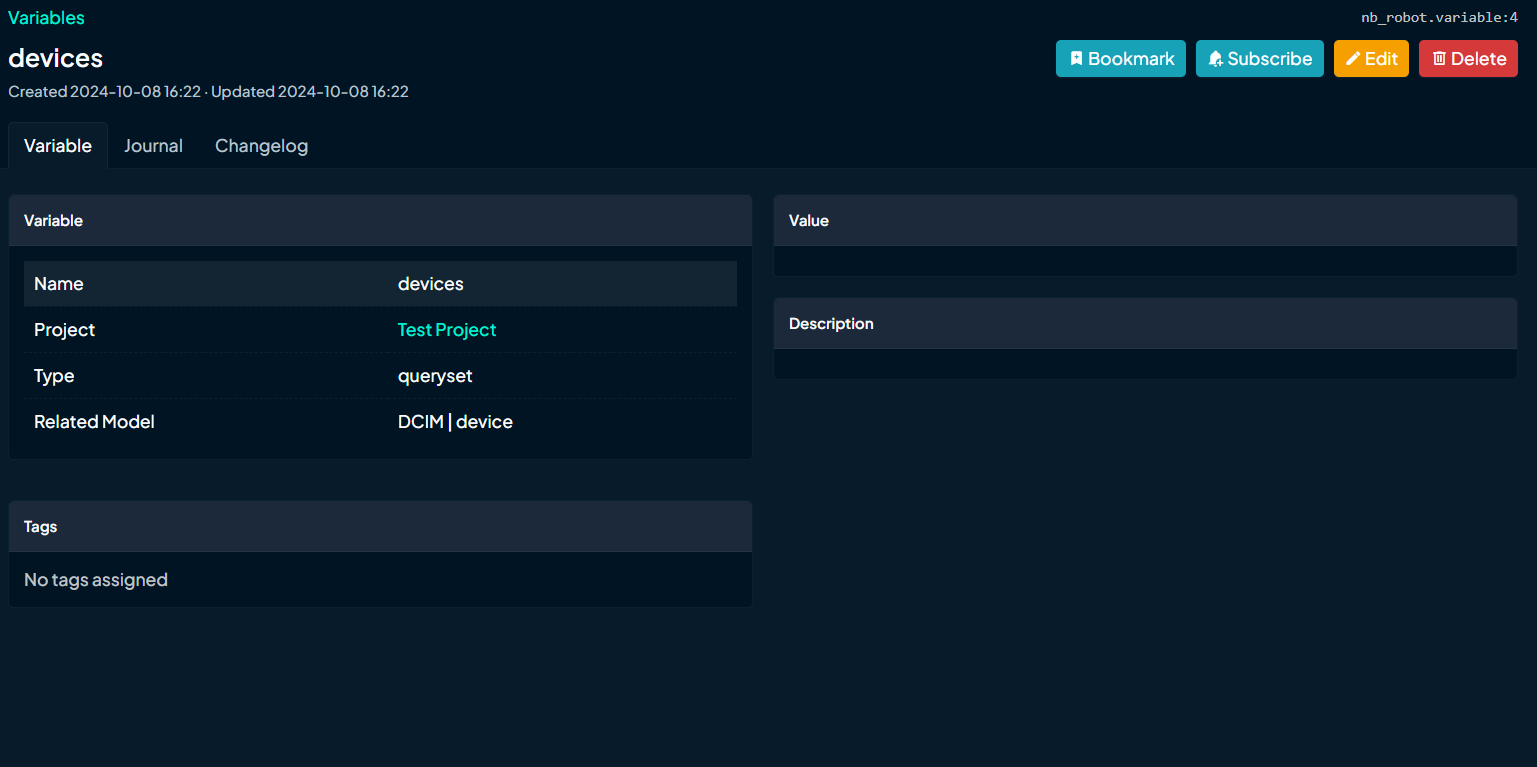 Variables
nb_robot.variable:4
devices
Bookmark
Subscribe
Edit
Delete
Created 2024-10-08 16:22 · Updated 2024-10-08 16:22
Variable
Journal
Changelog
Variable
Name devices
Project Test Project
Type queryset
Related Model DCIM | device
Tags
No tags assigned
Value
Description